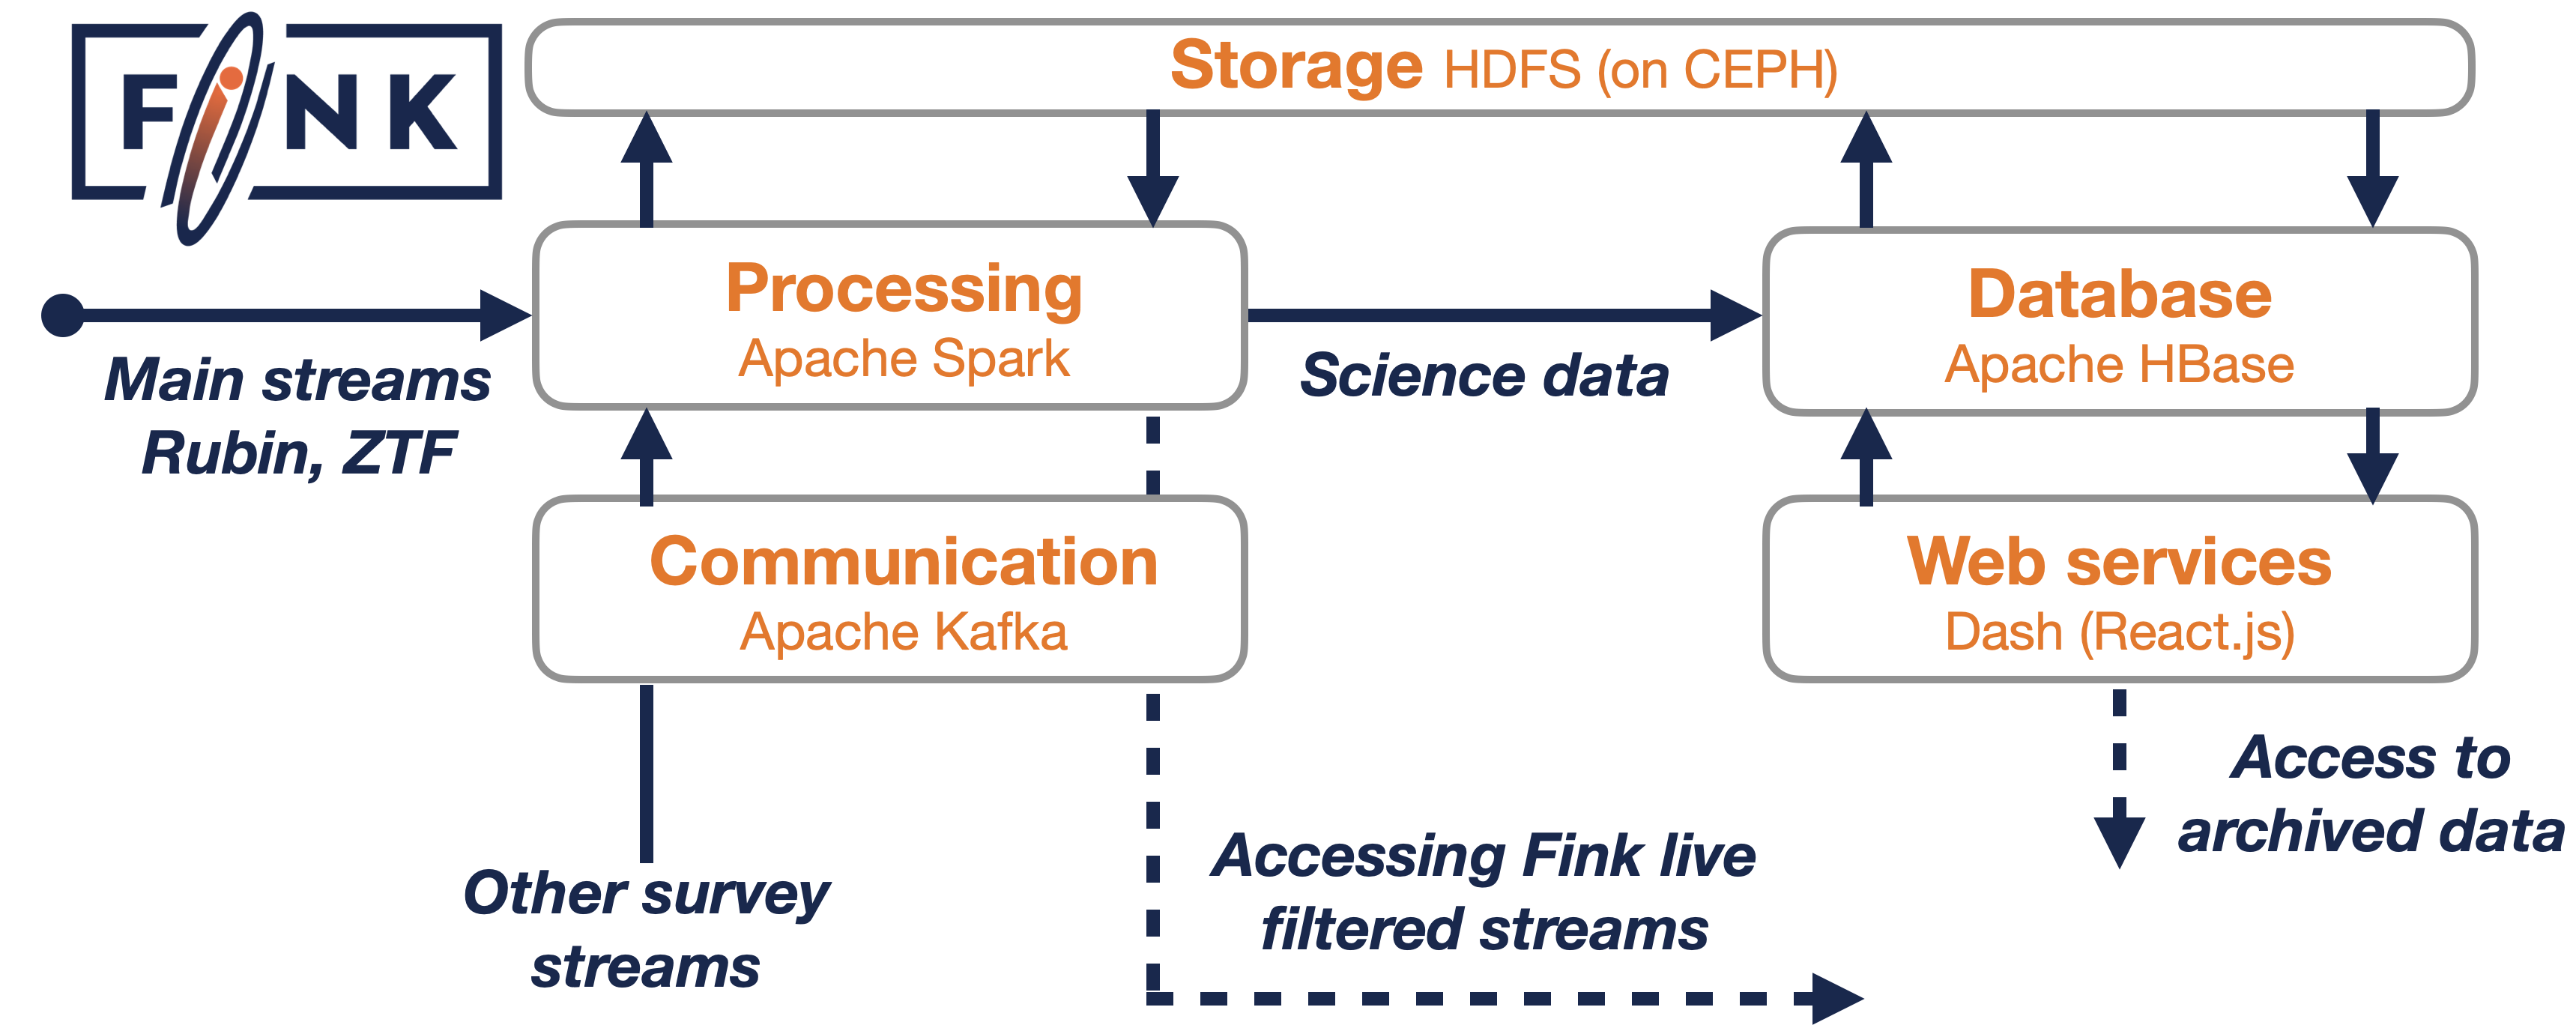 FINK
Storage HDFS (on CEPH)
Processing
Apache Spark
Database
Apache HBase
Main streams
Rubin, ZTF
Science data
Communication
Apache Kafka
Web services
Dash (React.js)
Other survey
streams
Accessing Fink live
filtered streams
Access to
archived data